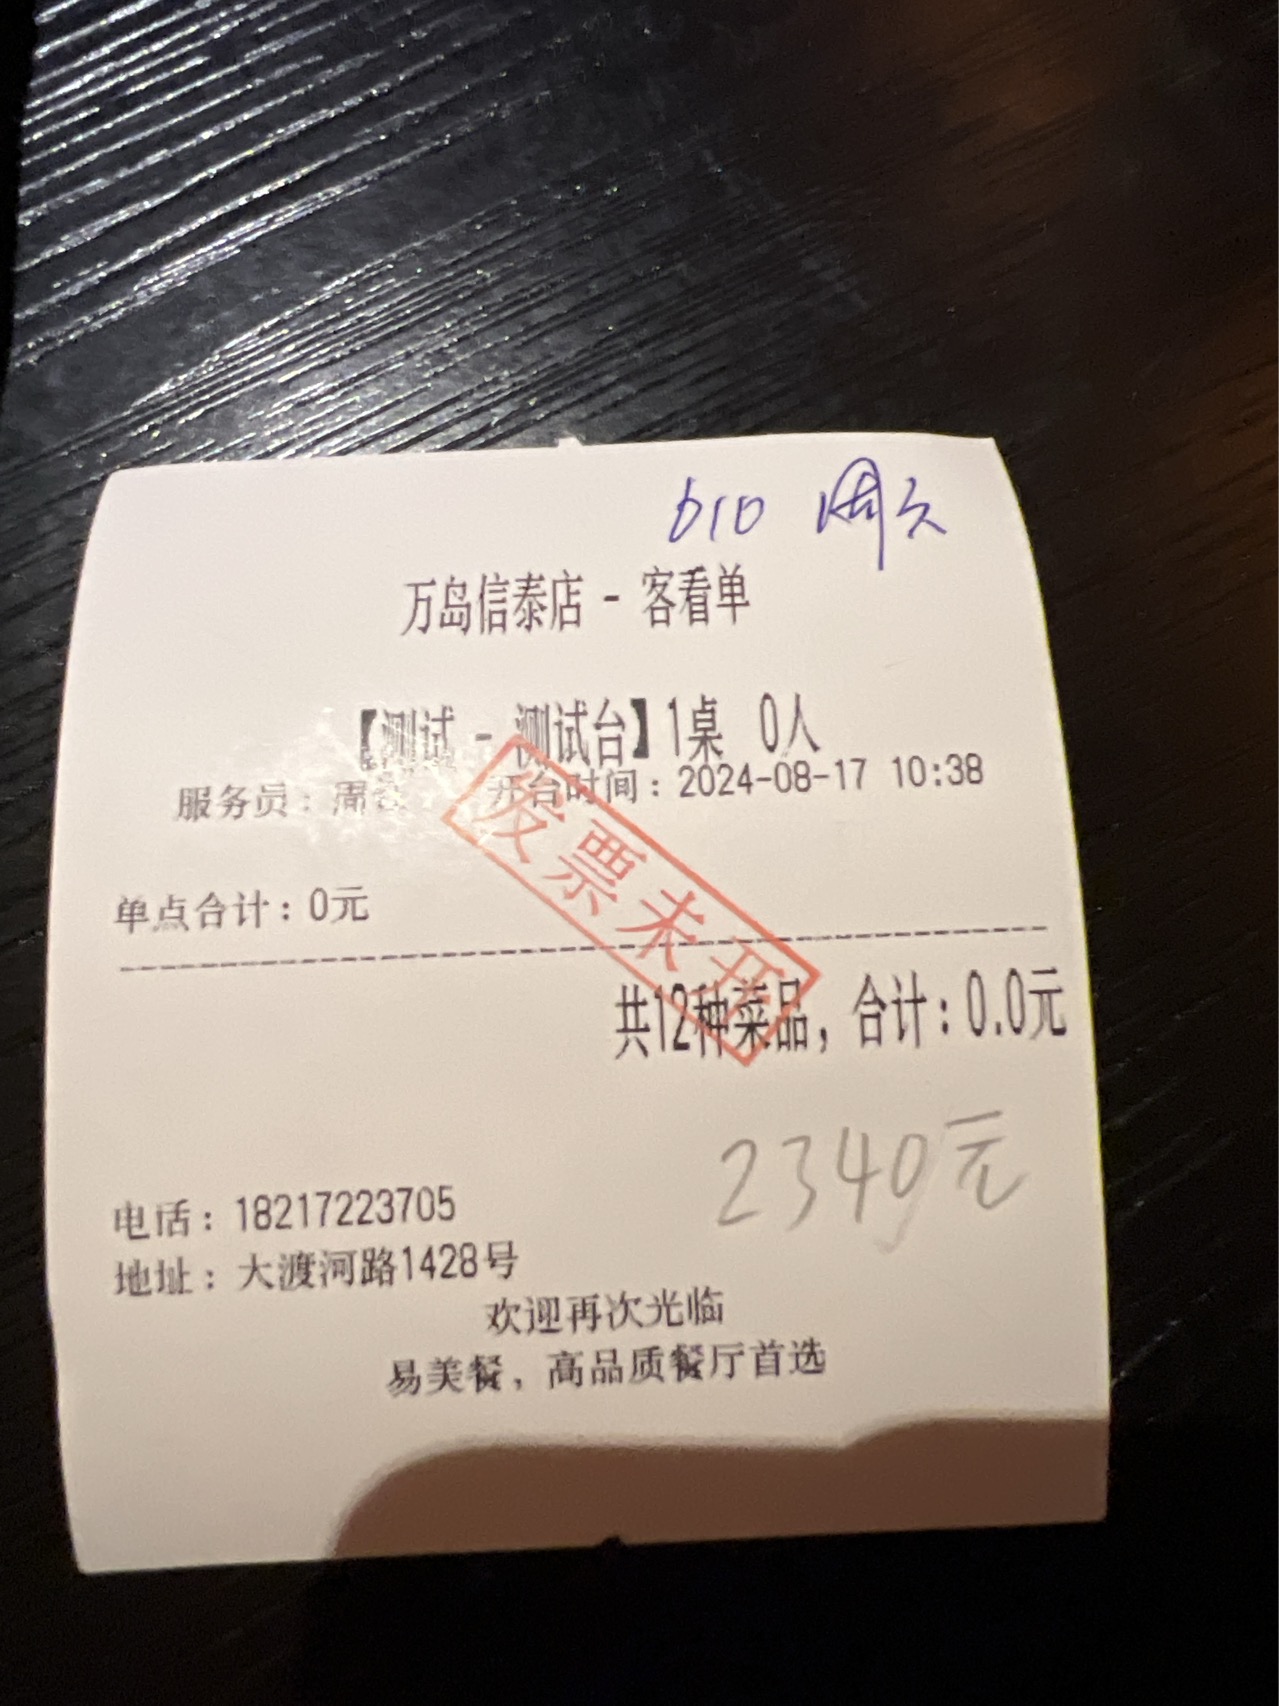 610 周
万岛信泰店 - 客看单
【测试 - 测试台】1桌 0人
服务员：周 开台时间：2024-08-17 10:38
发票未开
单点合计：0元
共12种菜品，合计：0.0元
2340元
电话：18217223705
地址：大渡河路1428号
欢迎再次光临
易美餐，高品质餐厅首选